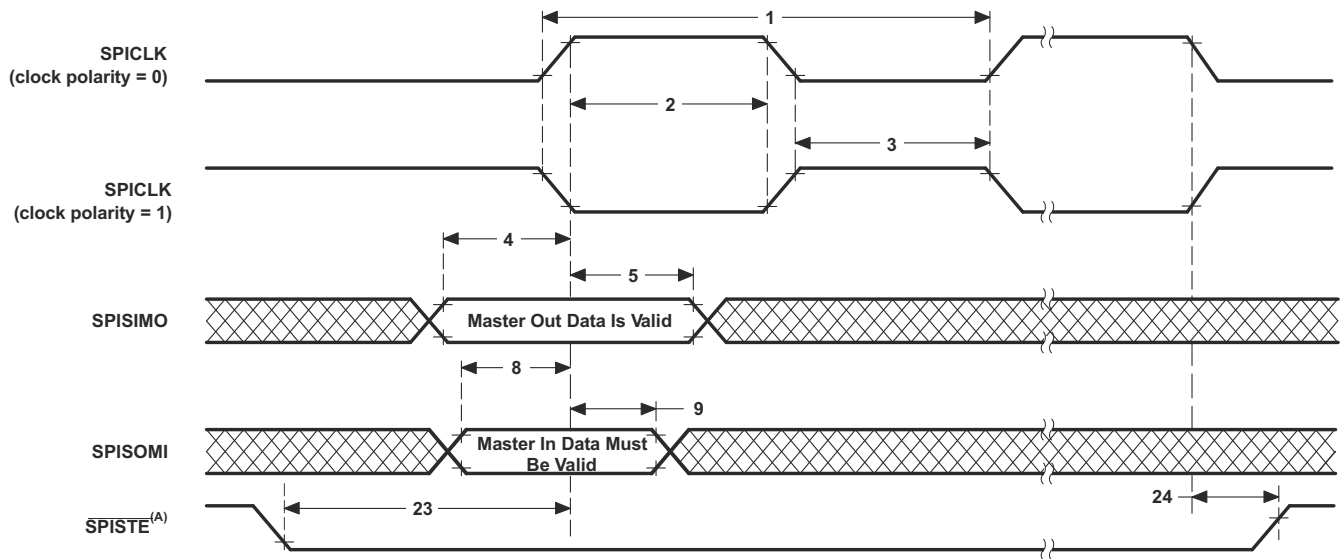 1
SPICLK
(clock polarity = 0)
2
3
SPICLK
(clock polarity = 1)
4
5
SPISIMO
Master Out Data Is Valid
8
9
SPISOMI
Master In Data Must
Be Valid
23
24
SPISTE(A)